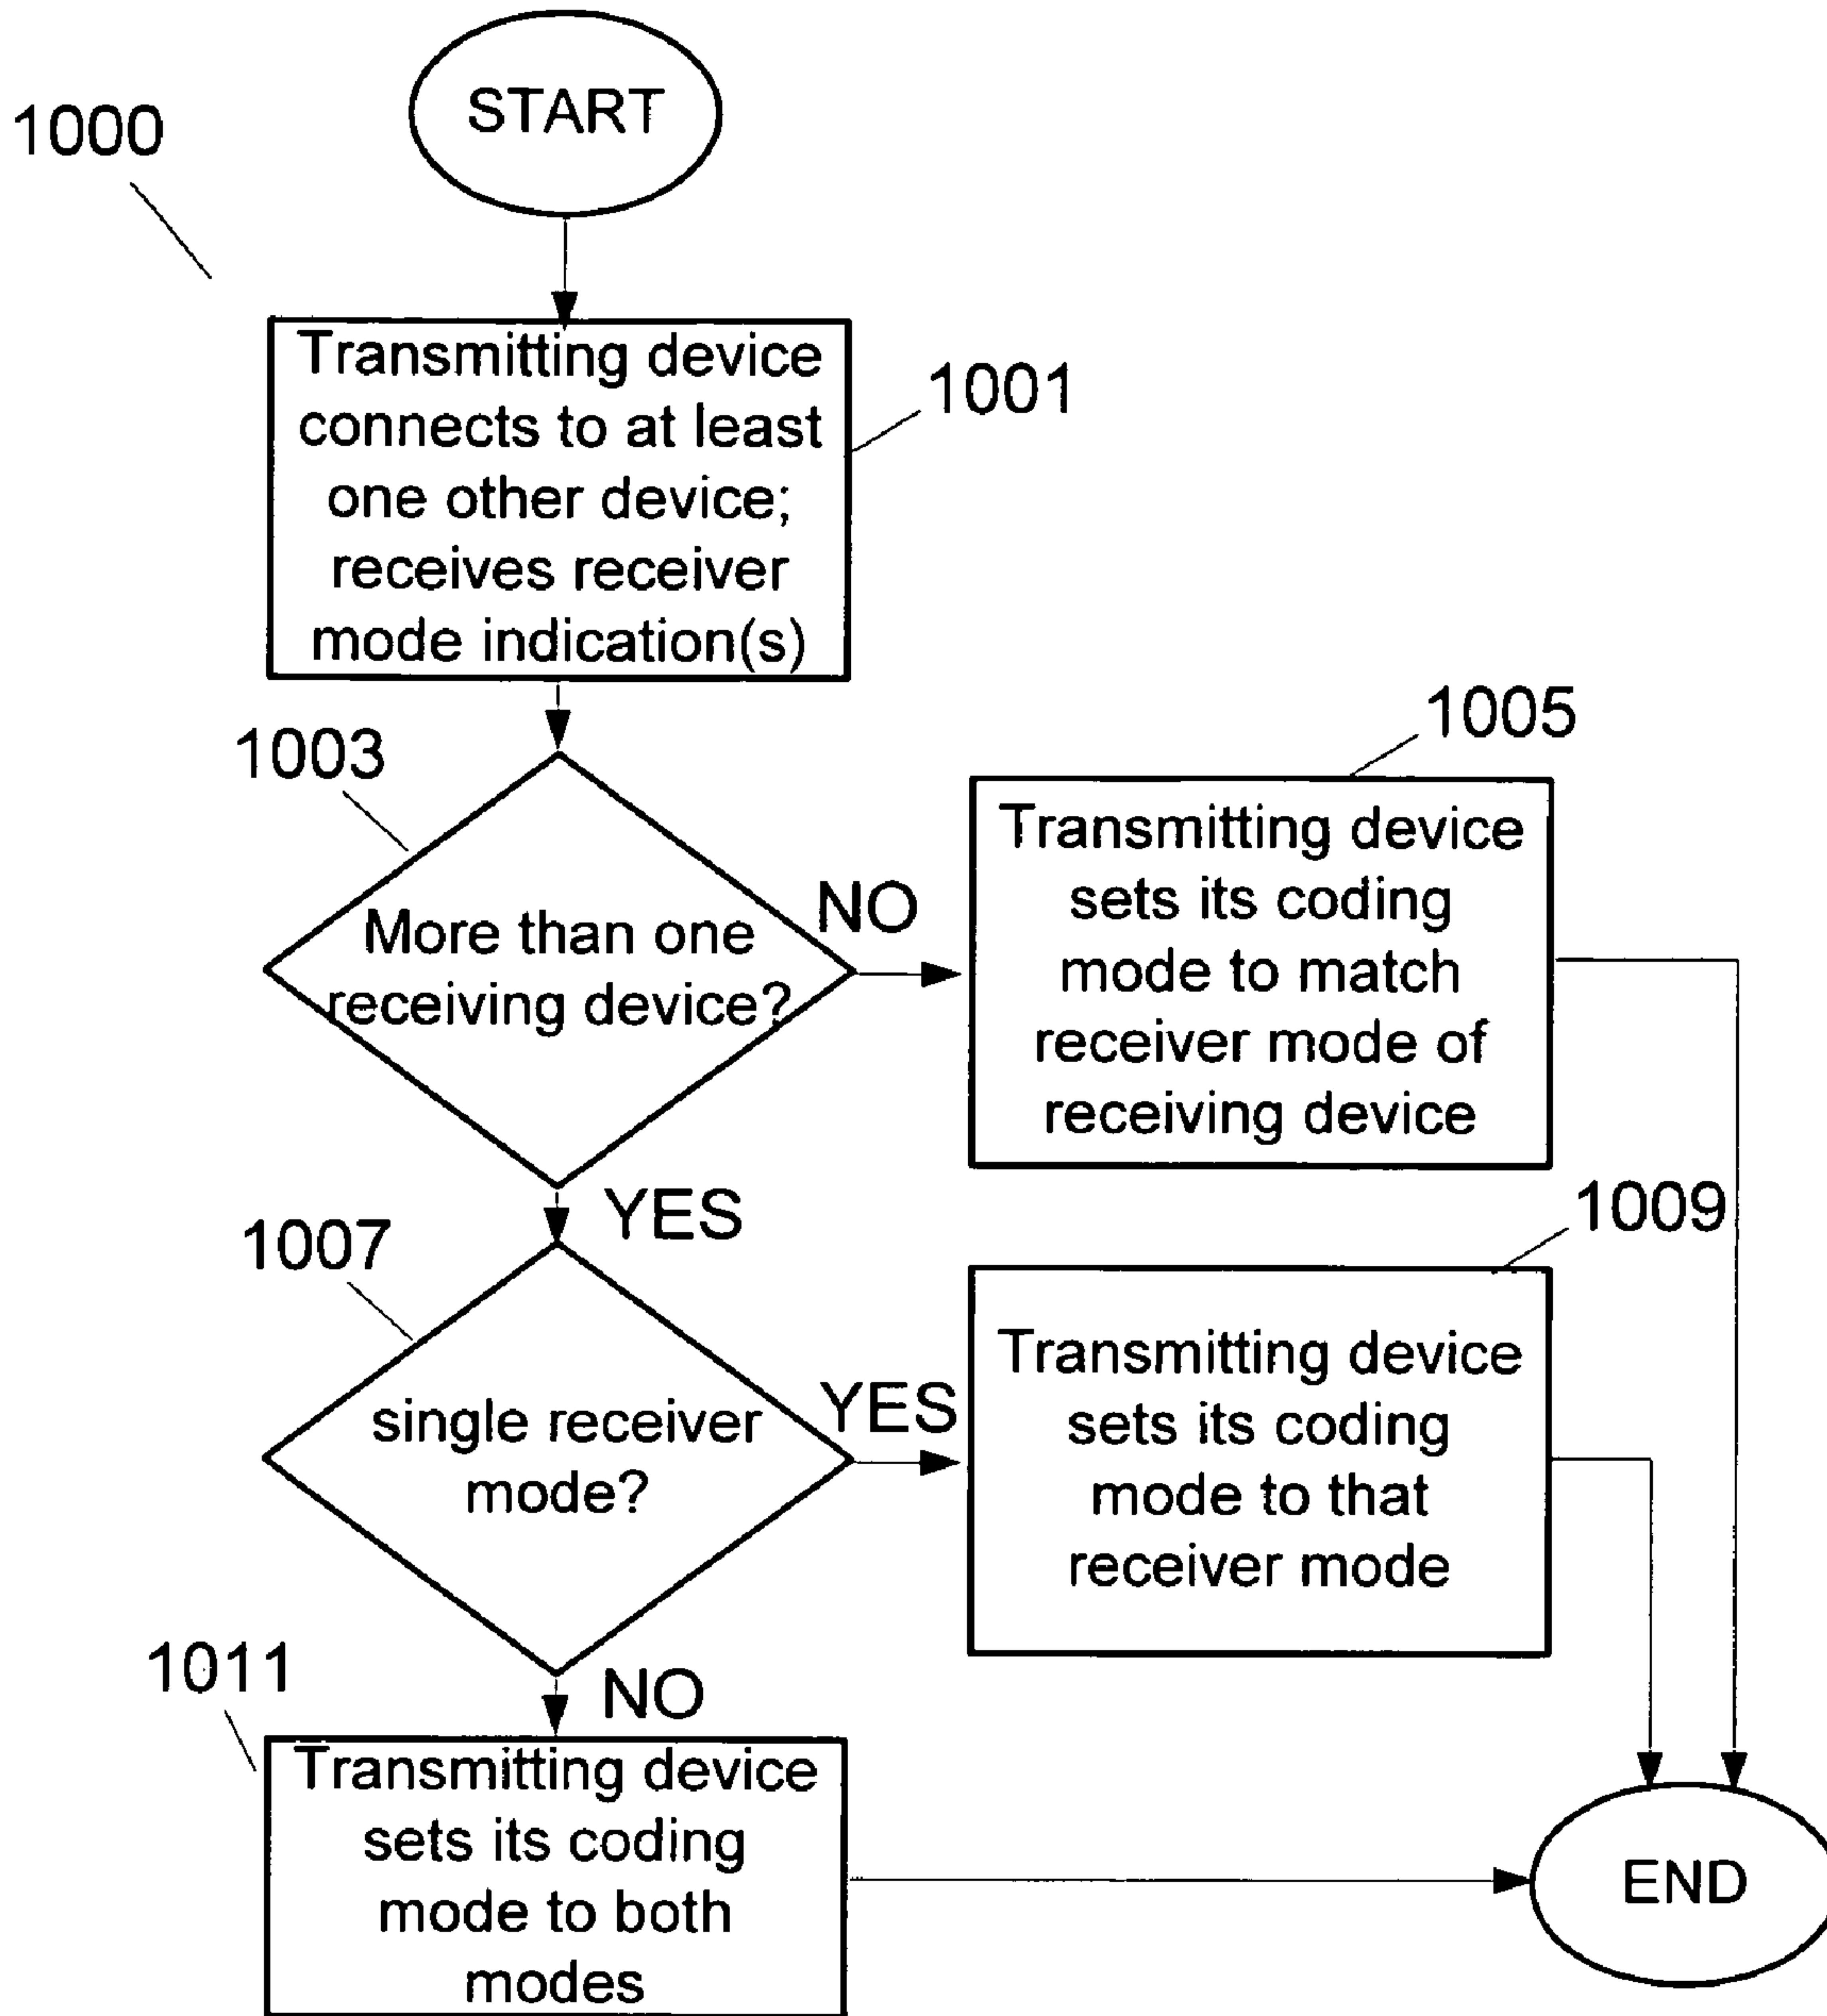 START
1000
Transmitting device
connects to at least
one other device;
receives receiver
mode indication(s)
1001
1003
More than one
receiving device?
NO
1005
Transmitting device
sets its coding
mode to match
receiver mode of
receiving device
YES
1007
single receiver
mode?
YES
1009
Transmitting device
sets its coding
mode to that
receiver mode
NO
1011
Transmitting device
sets its coding
mode to both
modes
END